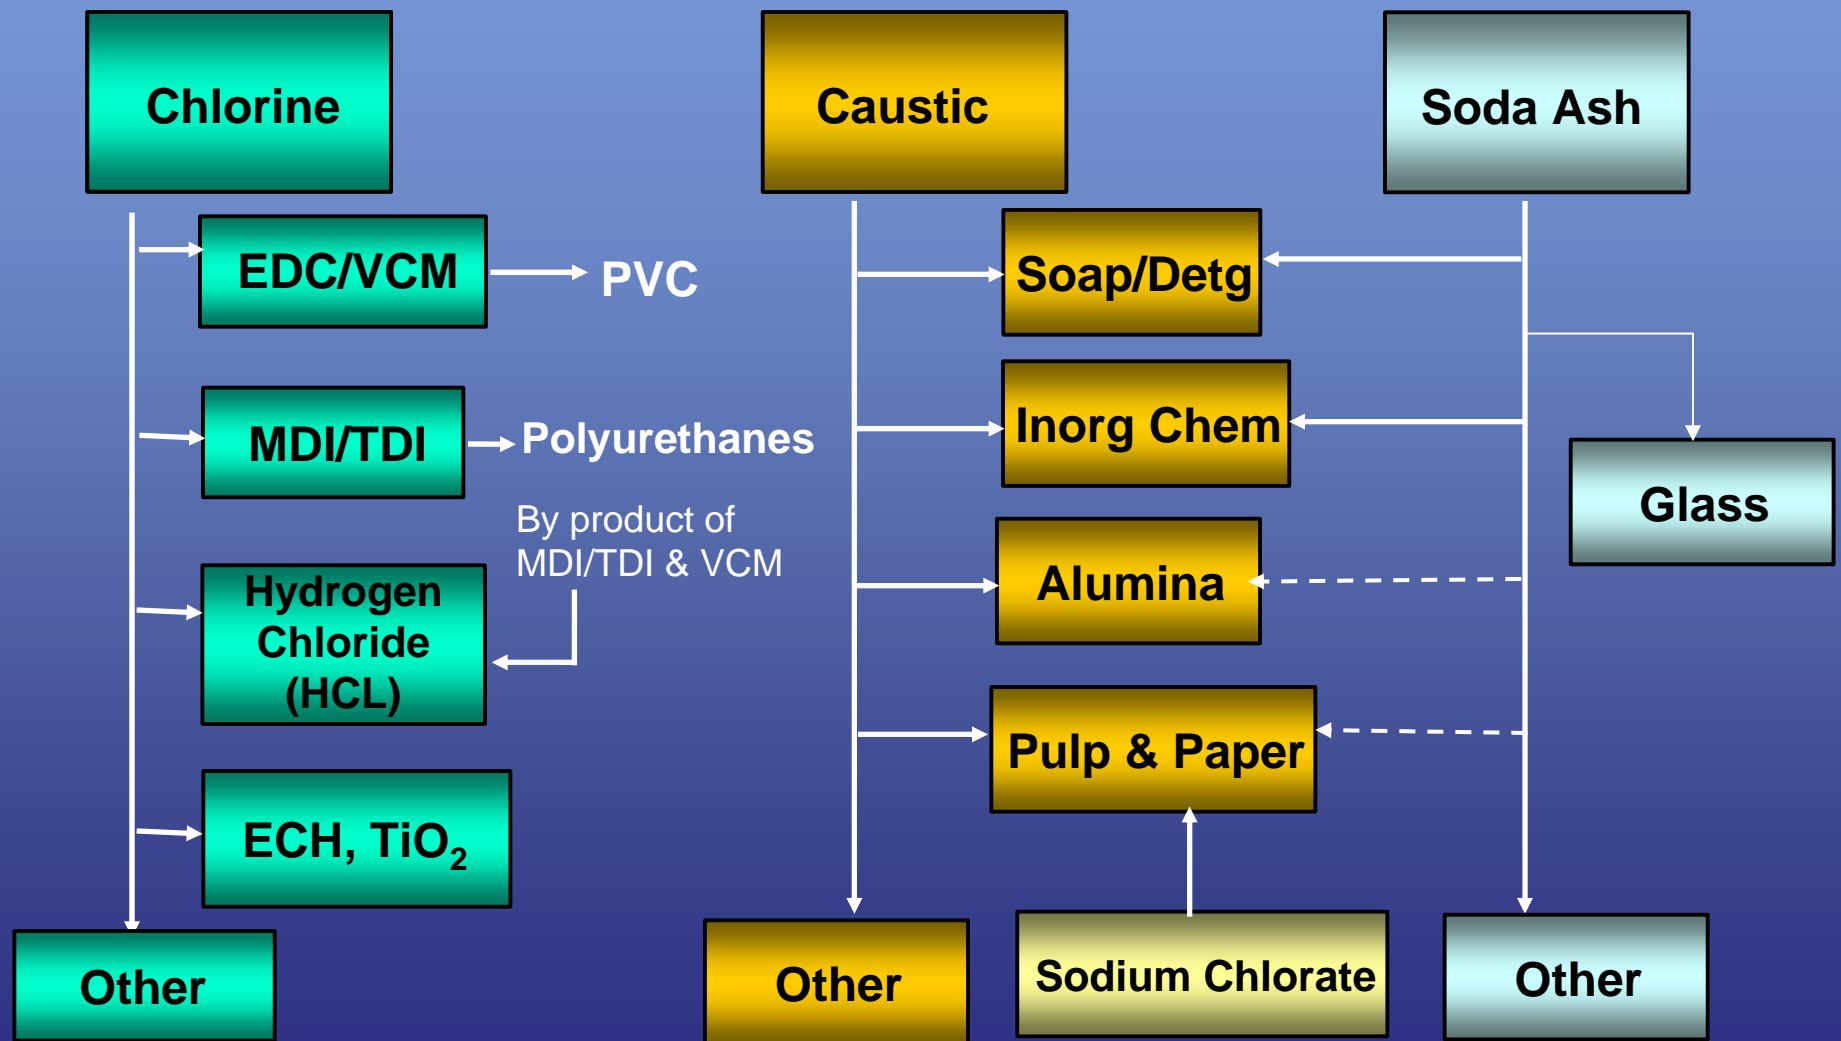 Chlorine
Caustic
Soda Ash
EDC/VCM
PVC
Soap/Detg
MDI/TDI
Polyurethanes
Inorg Chem
Glass
By product of
MDI/TDI & VCM
Hydrogen
Chloride
(HCL)
Alumina
Pulp & Paper
ECH, TiO₂
Other
Other
Sodium Chlorate
Other